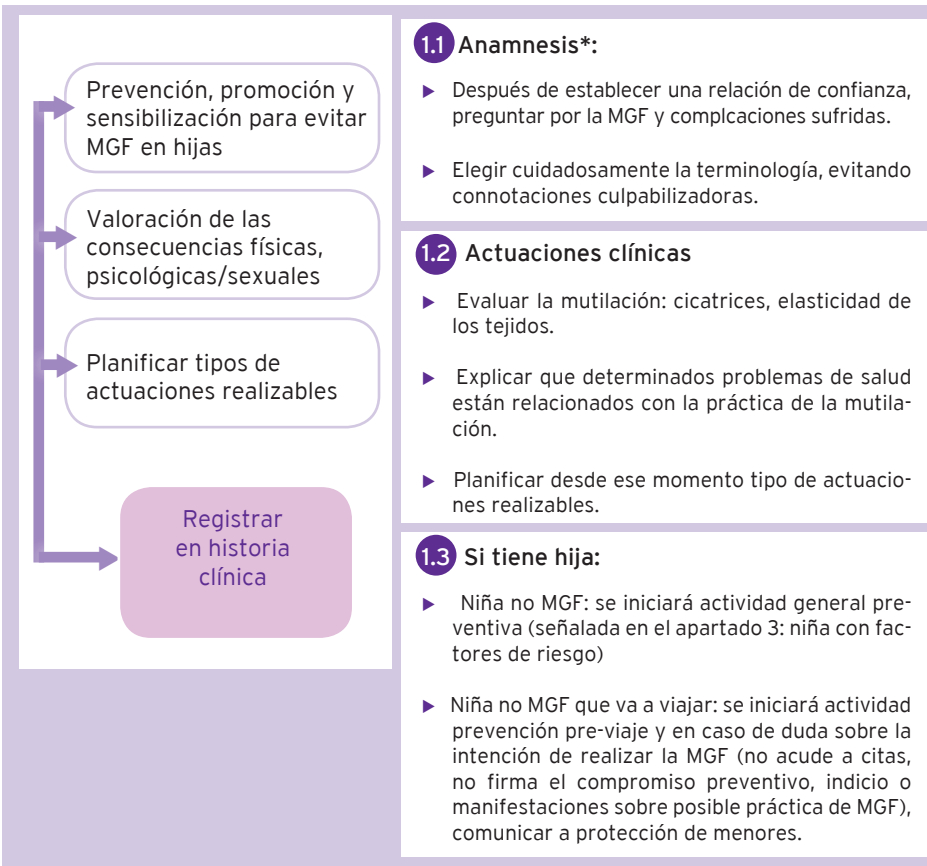 Prevención, promoción y
sensibilización para evitar
MGF en hijas
Valoración de las
consecuencias físicas,
psicológicas/sexuales
Planificar tipos de
actuaciones realizables
Registrar
en historia
clínica
1.1 Anamnesis*:
▶ Después de establecer una relación de confianza,
preguntar por la MGF y complcaciones sufridas.
▶ Elegir cuidadosamente la terminología, evitando
connotaciones culpabilizadoras.
1.2 Actuaciones clínicas
▶ Evaluar la mutilación: cicatrices, elasticidad de
los tejidos.
▶ Explicar que determinados problemas de salud
están relacionados con la práctica de la mutila-
ción.
▶ Planificar desde ese momento tipo de actuacio-
nes realizables.
1.3 Si tiene hija:
▶ Niña no MGF: se iniciará actividad general pre-
ventiva (señalada en el apartado 3: niña con fac-
tores de riesgo)
▶ Niña no MGF que va a viajar: se iniciará actividad
prevención pre-viaje y en caso de duda sobre la
intención de realizar la MGF (no acude a citas,
no firma el compromiso preventivo, indicio o
manifestaciones sobre posible práctica de MGF),
comunicar a protección de menores.